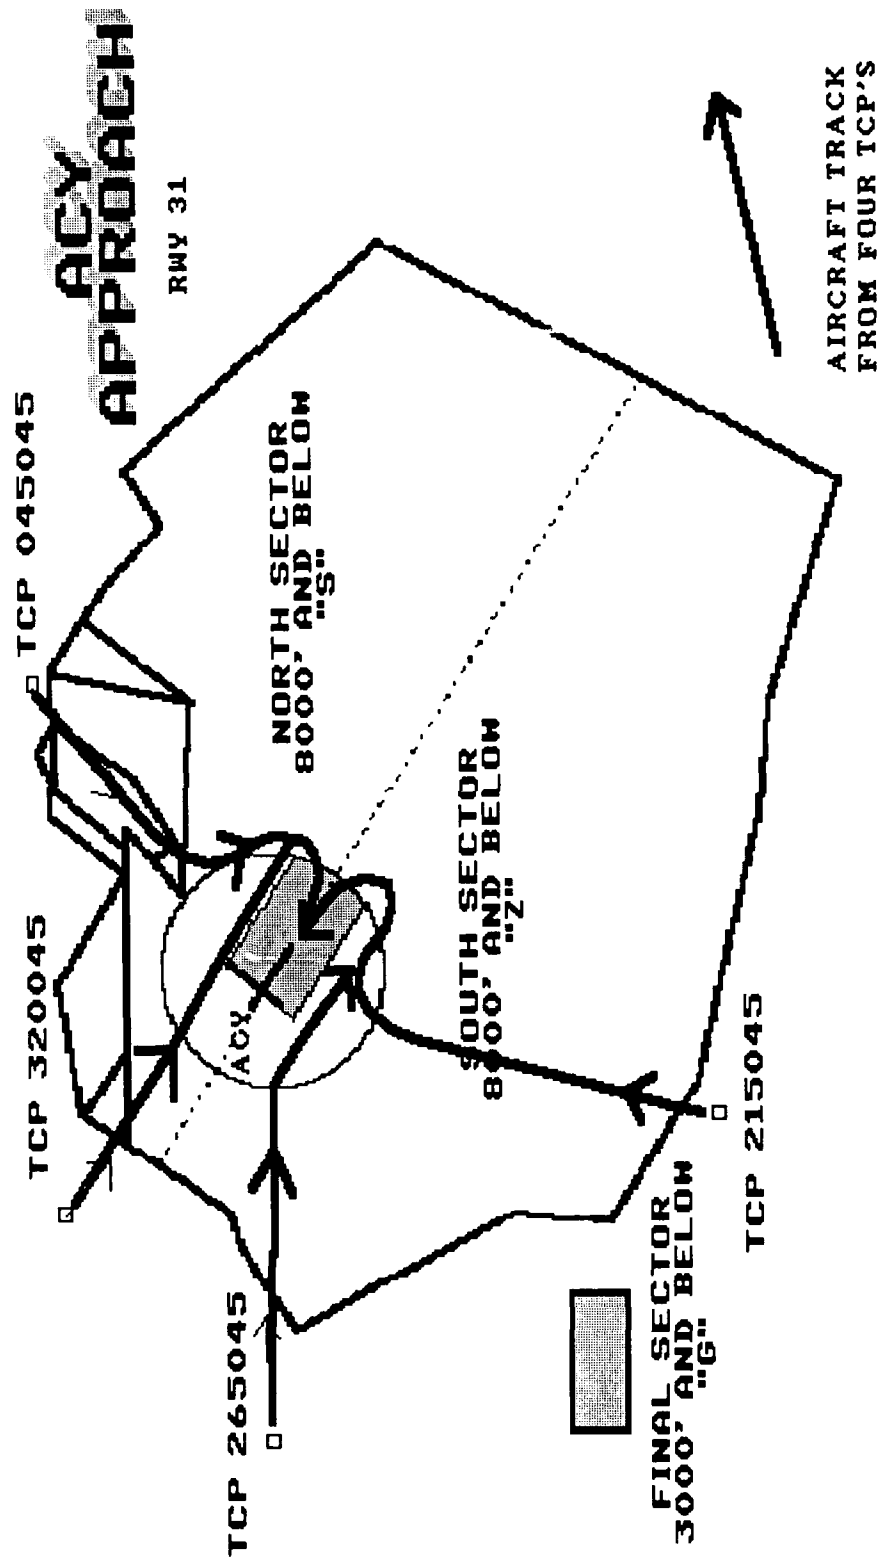 ACY
APPROACH
RWY 31
TCP 045045
TCP 320045
NORTH SECTOR
8000' AND BELOW
"S"
ACY
TCP 265045
SOUTH SECTOR
8000' AND BELOW
"Z"
TCP 215045
FINAL SECTOR
3000' AND BELOW
"G"
AIRCRAFT TRACK
FROM FOUR TCP'S